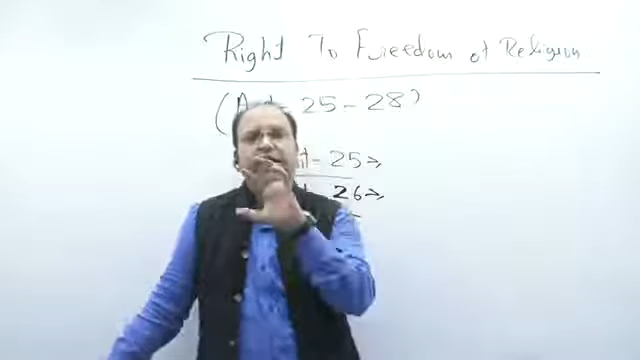 Right To Freedom of Religion
(Art- 25 - 28)
25 →
26 →